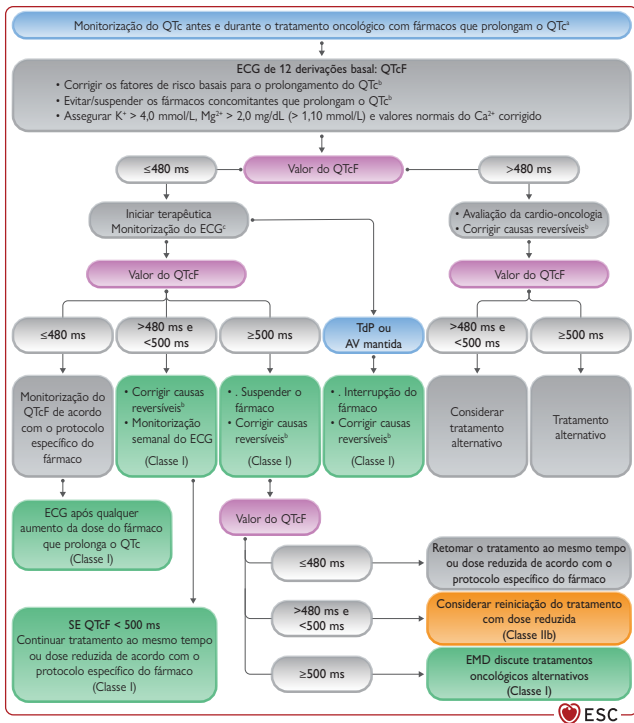 Monitorização do QTc antes e durante o tratamento oncológico com fármacos que prolongam o QTcᵃ
ECG de 12 derivações basal: QTcF
• Corrigir os fatores de risco basais para o prolongamento do QTcᵇ
• Evitar/suspender os fármacos concomitantes que prolongam o QTcᵇ
• Assegurar K⁺ > 4,0 mmol/L, Mg²⁺ > 2,0 mg/dL (> 1,10 mmol/L) e valores normais do Ca²⁺ corrigido
≤480 ms
Valor do QTcF
>480 ms
Iniciar terapêutica
Monitorização do ECGᶜ
• Avaliação da cardio-oncologia
• Corrigir causas reversíveisᵇ
Valor do QTcF
Valor do QTcF
≤480 ms
>480 ms e
<500 ms
≥500 ms
TdP ou
AV mantida
>480 ms e
<500 ms
≥500 ms
Monitorização do
QTcF de acordo
com o protocolo
específico do
fármaco
• Corrigir causas
reversíveisᵇ
• Monitorização
semanal do ECG
(Classe I)
• . Suspender o
fármaco
• Corrigir causas
reversíveisᵇ
(Classe I)
• . Interrupção do
fármaco
• Corrigir causas
reversíveisᵇ
(Classe I)
Considerar
tratamento
alternativo
Tratamento
alternativo
ECG após qualquer
aumento da dose do fármaco
que prolonga o QTc
(Classe I)
Valor do QTcF
≤480 ms
Retomar o tratamento ao mesmo tempo
ou dose reduzida de acordo com o
protocolo específico do fármaco
>480 ms e
<500 ms
Considerar reiniciação do tratamento
com dose reduzida
(Classe IIb)
SE QTcF < 500 ms
Continuar tratamento ao mesmo tempo
ou dose reduzida de acordo com o
protocolo específico do fármaco
(Classe I)
≥500 ms
EMD discute tratamentos
oncológicos alternativos
(Classe I)
ESC